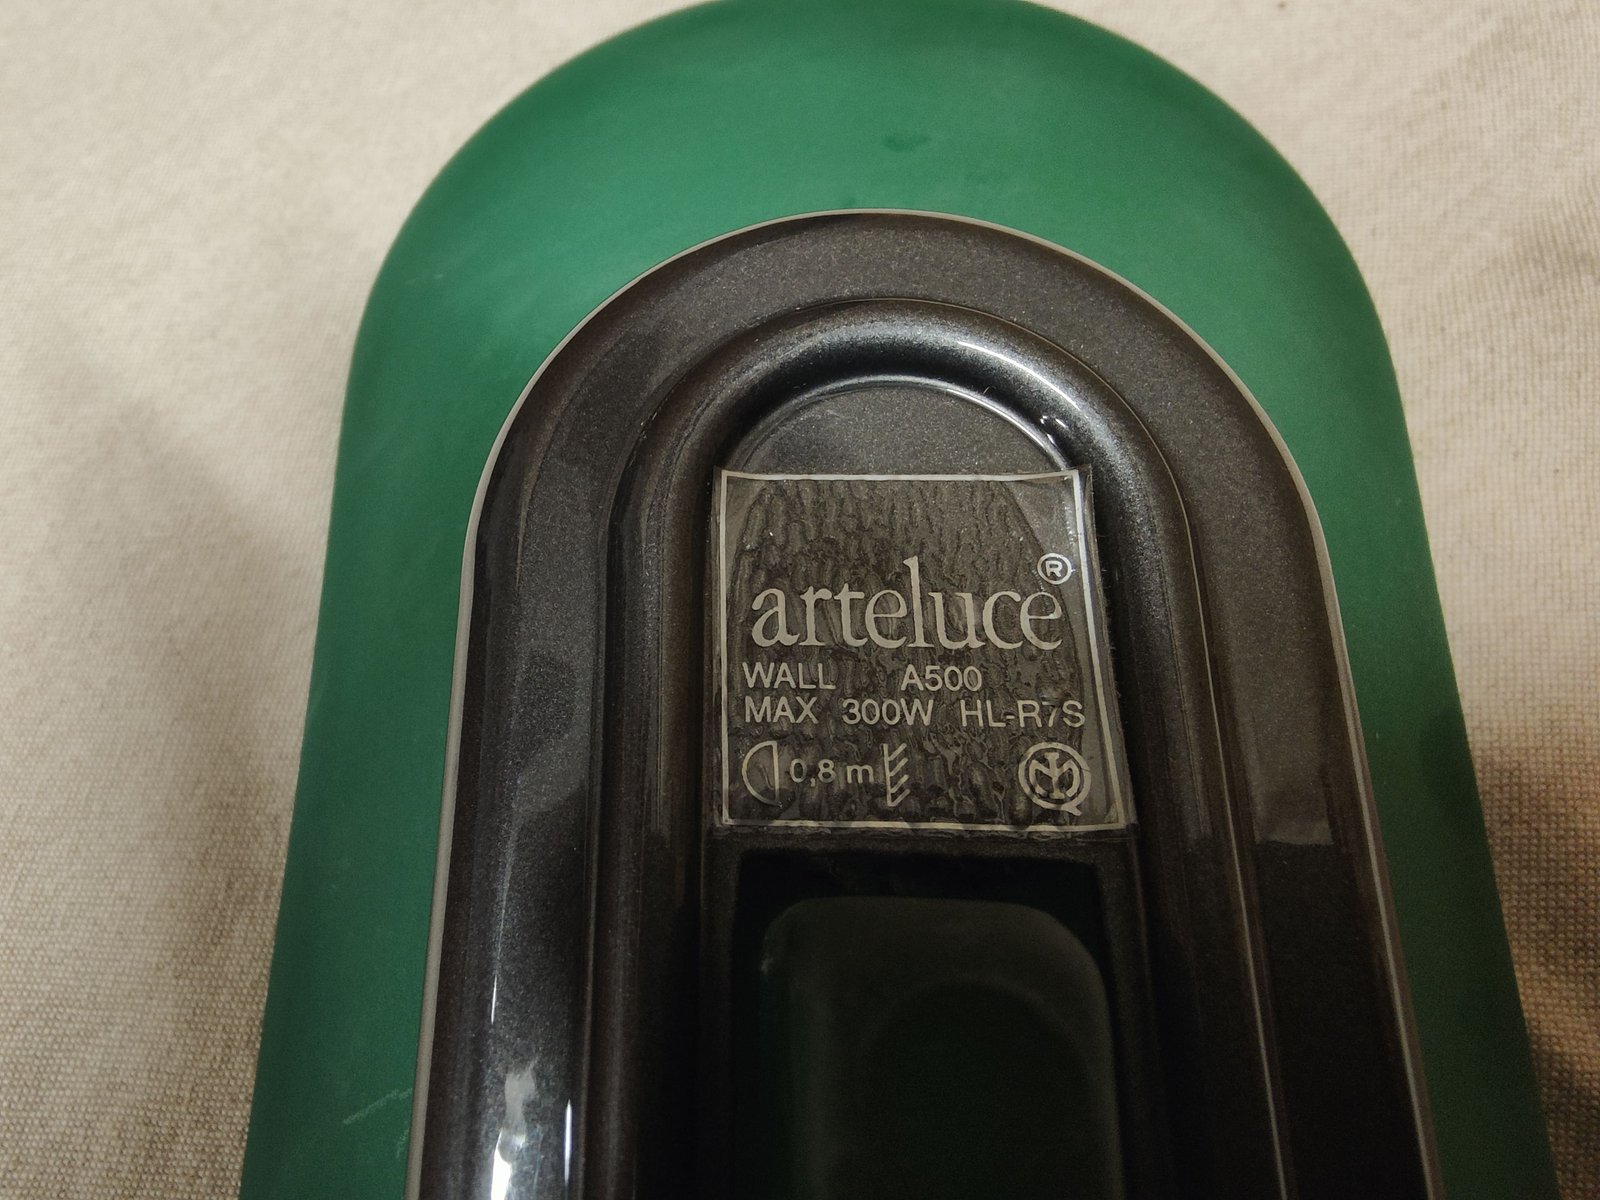 arteluce®
WALL A500
MAX 300W HL-R7S
0,8 m